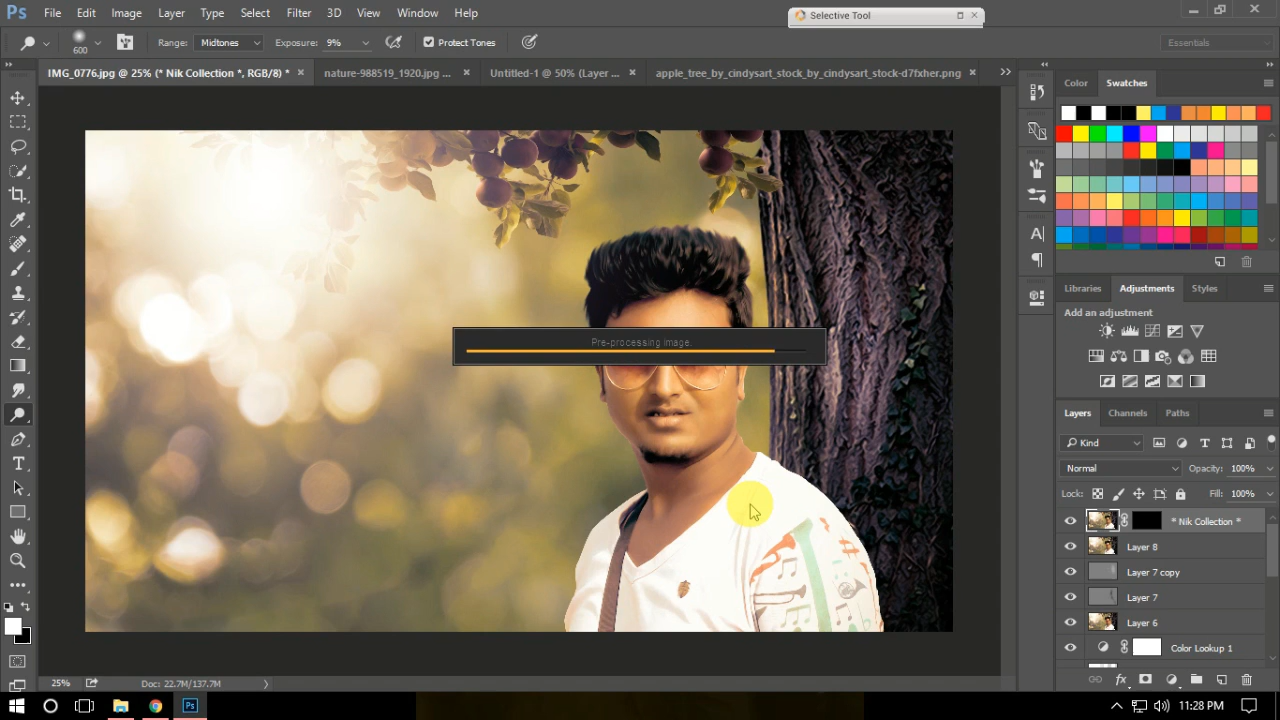 Ps File Edit Image Layer Type Select Filter 3D View Window Help
Selective Tool
600 Range: Midtones Exposure: 9% Protect Tones Essentials
IMG_0776.jpg @ 25% (* Nik Collection *, RGB/8) * nature-988519_1920.jpg ... Untitled-1 @ 50% (Layer ... apple_tree_by_cindysart_stock_by_cindysart_stock-d7fxher.png
Color Swatches
Libraries Adjustments Styles
Add an adjustment
Pre-processing image.
Layers Channels Paths
Kind
Normal Opacity: 100%
Lock: Fill: 100%
* Nik Collection *
Layer 8
Layer 7 copy
Layer 7
Layer 6
Color Lookup 1
25% Doc: 22.7M/137.7M
Ps 11:28 PM